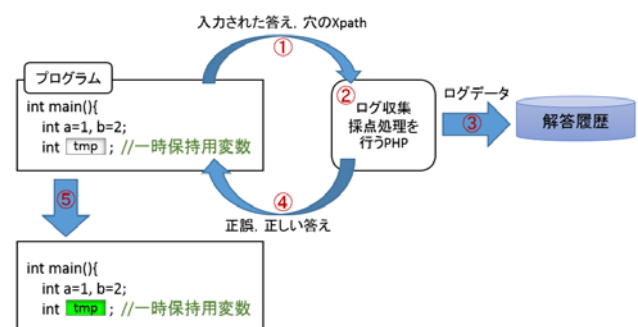 入力された答え，穴のXpath
①
プログラム
int main(){
int a=1, b=2;
int tmp ; //一時保持用変数
②
ログ収集
採点処理を
行うPHP
ログデータ
③
解答履歴
④
正誤，正しい答え
⑤
int main(){
int a=1, b=2;
int tmp ; //一時保持用変数